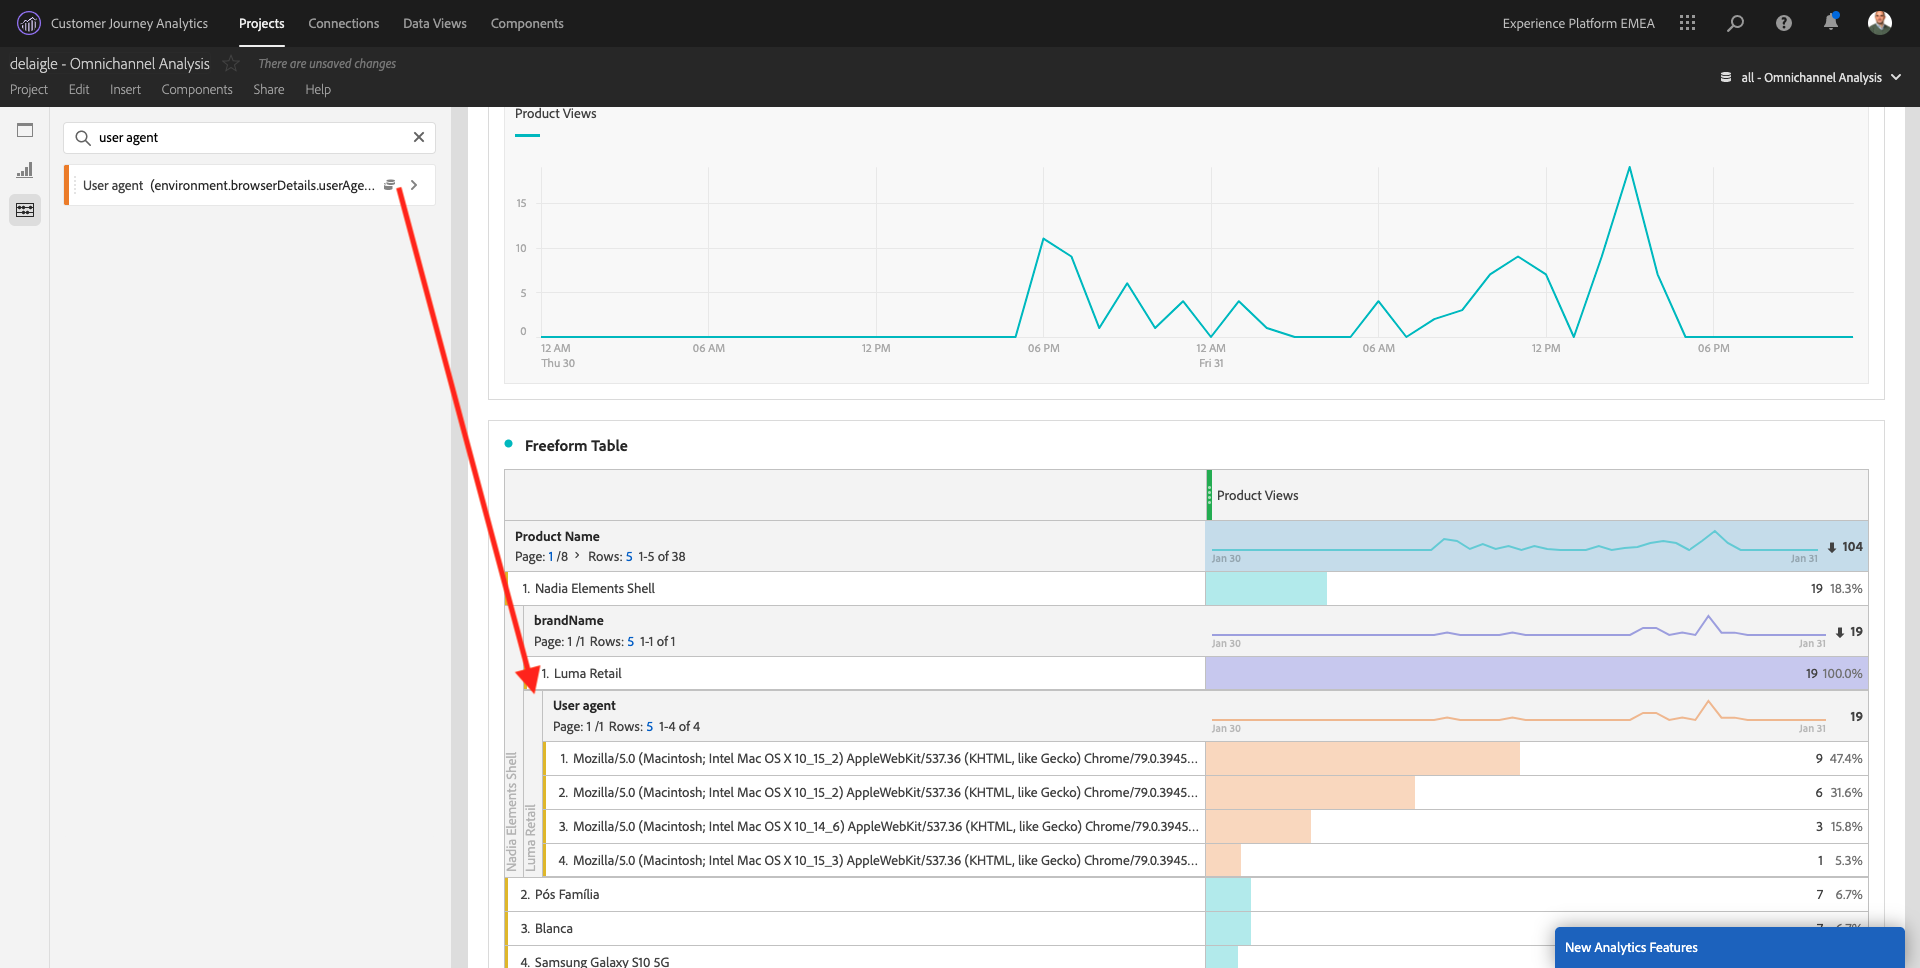 Customer Journey Analytics Projects Connections Data Views Components Experience Platform EMEA
delaigle - Omnichannel Analysis There are unsaved changes
all - Omnichannel Analysis
Project Edit Insert Components Share Help
user agent
User agent (environment.browserDetails.userAge...
Product Views
15
10
5
0
12 AM 06 AM 12 PM 06 PM 12 AM 06 AM 12 PM 06 PM
Thu 30 Fri 31
Freeform Table
Product Views
Product Name
Page: 1 /8 > Rows: 5 1-5 of 38
Jan 30 Jan 31 104
1. Nadia Elements Shell 19 18.3%
brandName
Page: 1 /1 Rows: 5 1-1 of 1
Jan 30 Jan 31 19
1. Luma Retail 19 100.0%
User agent
Page: 1 /1 Rows: 5 1-4 of 4
Jan 30 Jan 31 19
1. Mozilla/5.0 (Macintosh; Intel Mac OS X 10_15_2) AppleWebKit/537.36 (KHTML, like Gecko) Chrome/79.0.3945... 9 47.4%
2. Mozilla/5.0 (Macintosh; Intel Mac OS X 10_15_2) AppleWebKit/537.36 (KHTML, like Gecko) Chrome/79.0.3945... 6 31.6%
3. Mozilla/5.0 (Macintosh; Intel Mac OS X 10_14_6) AppleWebKit/537.36 (KHTML, like Gecko) Chrome/79.0.3945... 3 15.8%
4. Mozilla/5.0 (Macintosh; Intel Mac OS X 10_15_3) AppleWebKit/537.36 (KHTML, like Gecko) Chrome/79.0.3945... 1 5.3%
Nadia Elements Shell
Luma Retail
2. Pós Família 7 6.7%
3. Blanca
4. Samsung Galaxy S10 5G
New Analytics Features